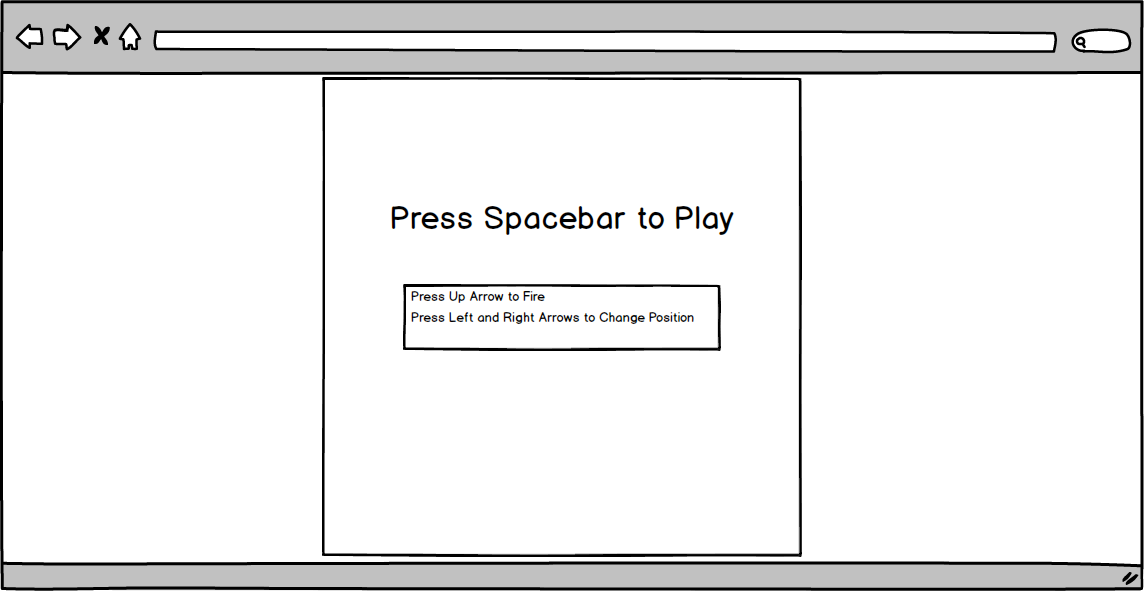 Press Spacebar to Play
Press Up Arrow to Fire
Press Left and Right Arrows to Change Position